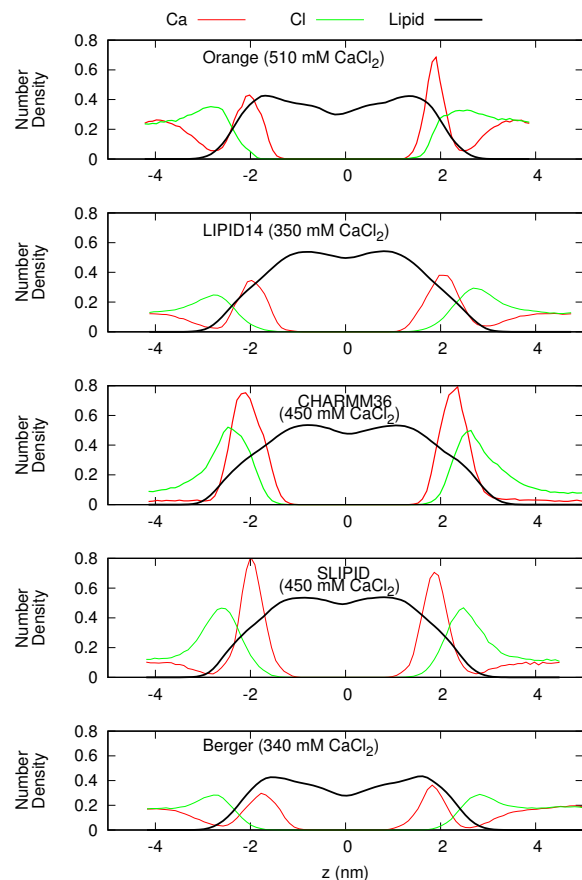 Ca Cl Lipid
Number
Density
0.8
0.6
0.4
0.2
0
Orange (510 mM CaCl2)
-4 -2 0 2 4
Number
Density
0.8
0.6
0.4
0.2
0
LIPID14 (350 mM CaCl2)
-4 -2 0 2 4
Number
Density
0.8
0.6
0.4
0.2
0
CHARMM36
(450 mM CaCl2)
-4 -2 0 2 4
Number
Density
0.8
0.6
0.4
0.2
0
SLIPID
(450 mM CaCl2)
-4 -2 0 2 4
Number
Density
0.8
0.6
0.4
0.2
0
Berger (340 mM CaCl2)
-4 -2 0 2 4
z (nm)